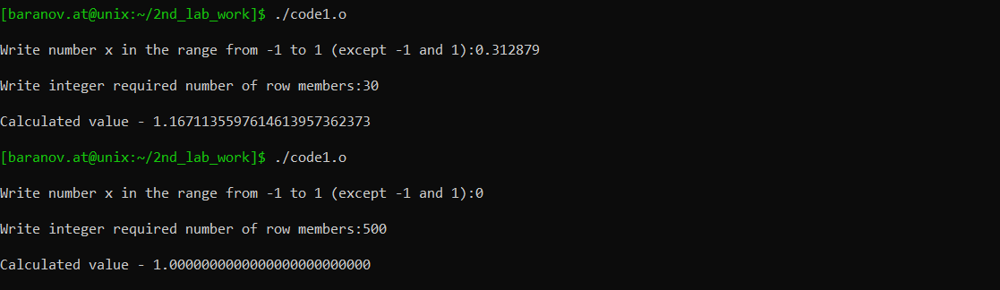 [baranov.at@unix:~/2nd_lab_work]$ ./code1.o
Write number x in the range from -1 to 1 (except -1 and 1):0.312879
Write integer required number of row members:30
Calculated value - 1.1671135597614613957362373
[baranov.at@unix:~/2nd_lab_work]$ ./code1.o
Write number x in the range from -1 to 1 (except -1 and 1):0
Write integer required number of row members:500
Calculated value - 1.0000000000000000000000000